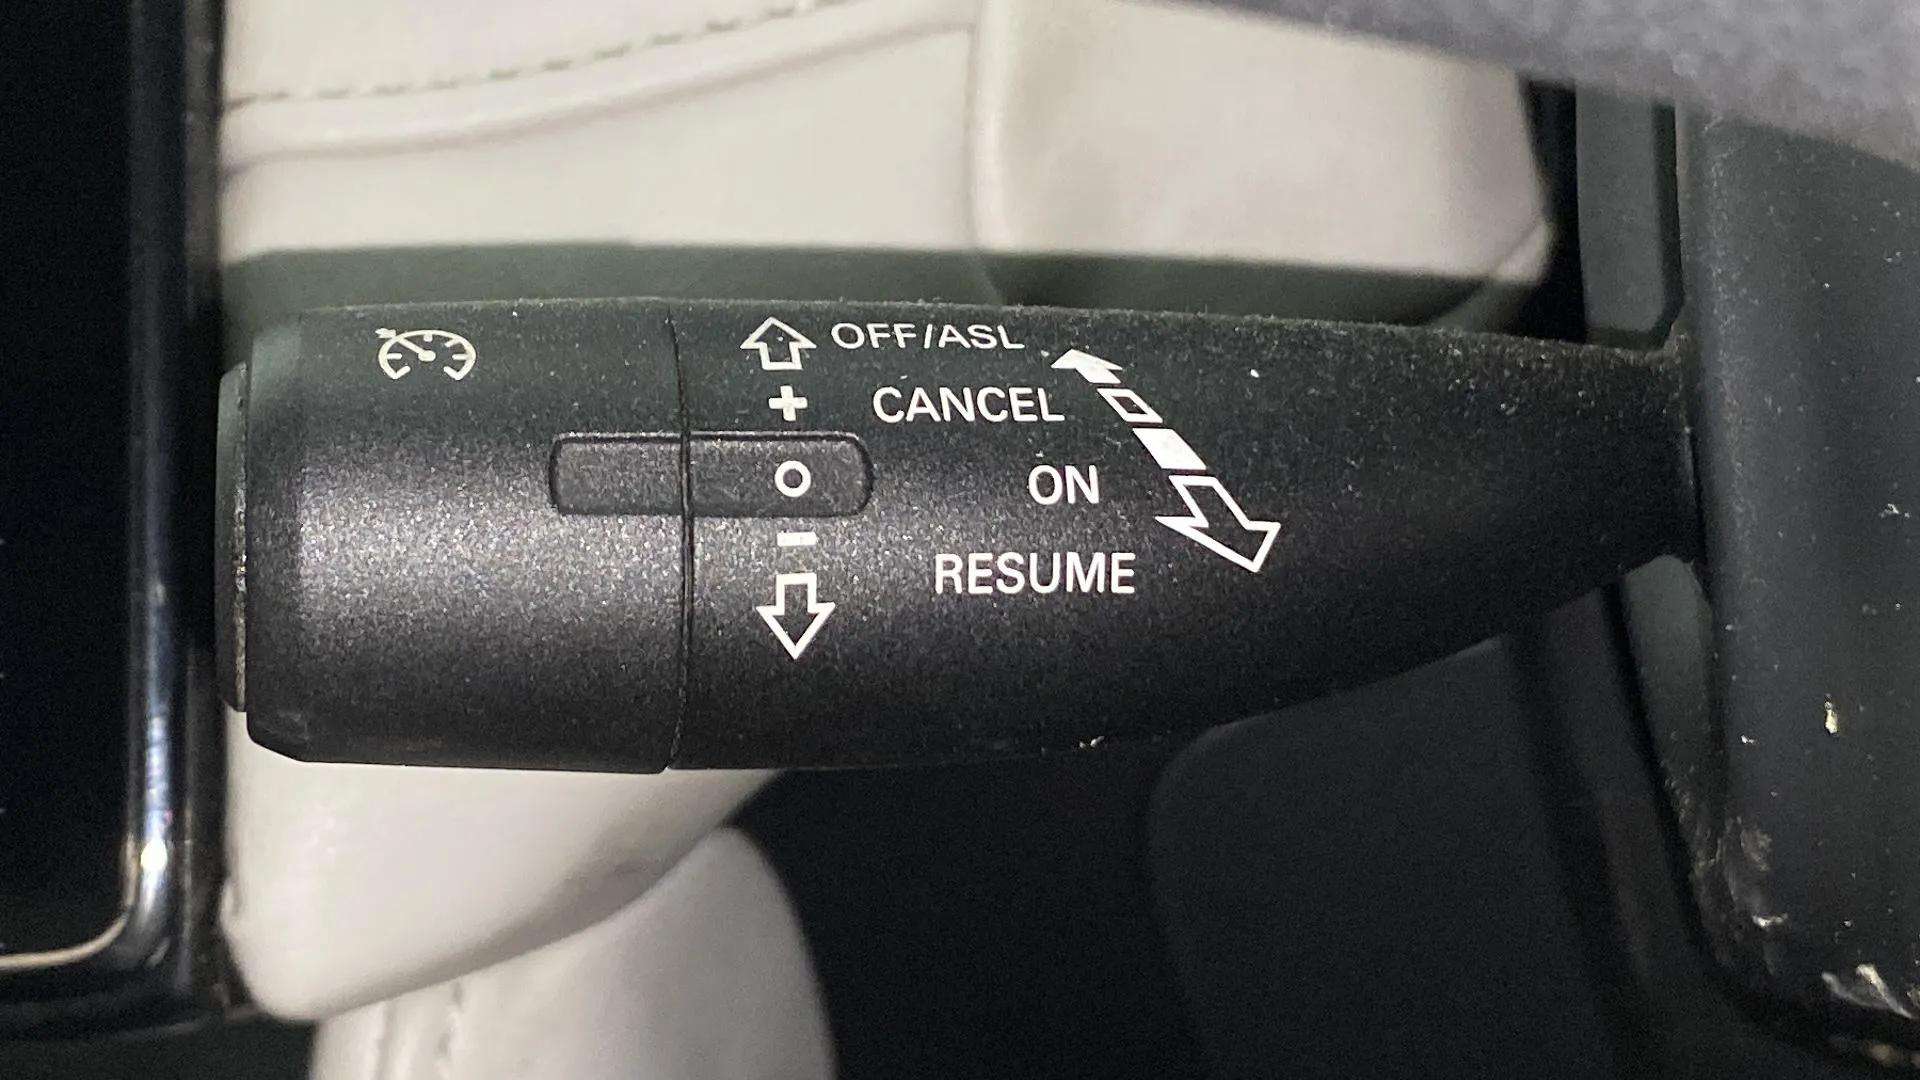 OFF/ASL
+ CANCEL
O ON
-
RESUME